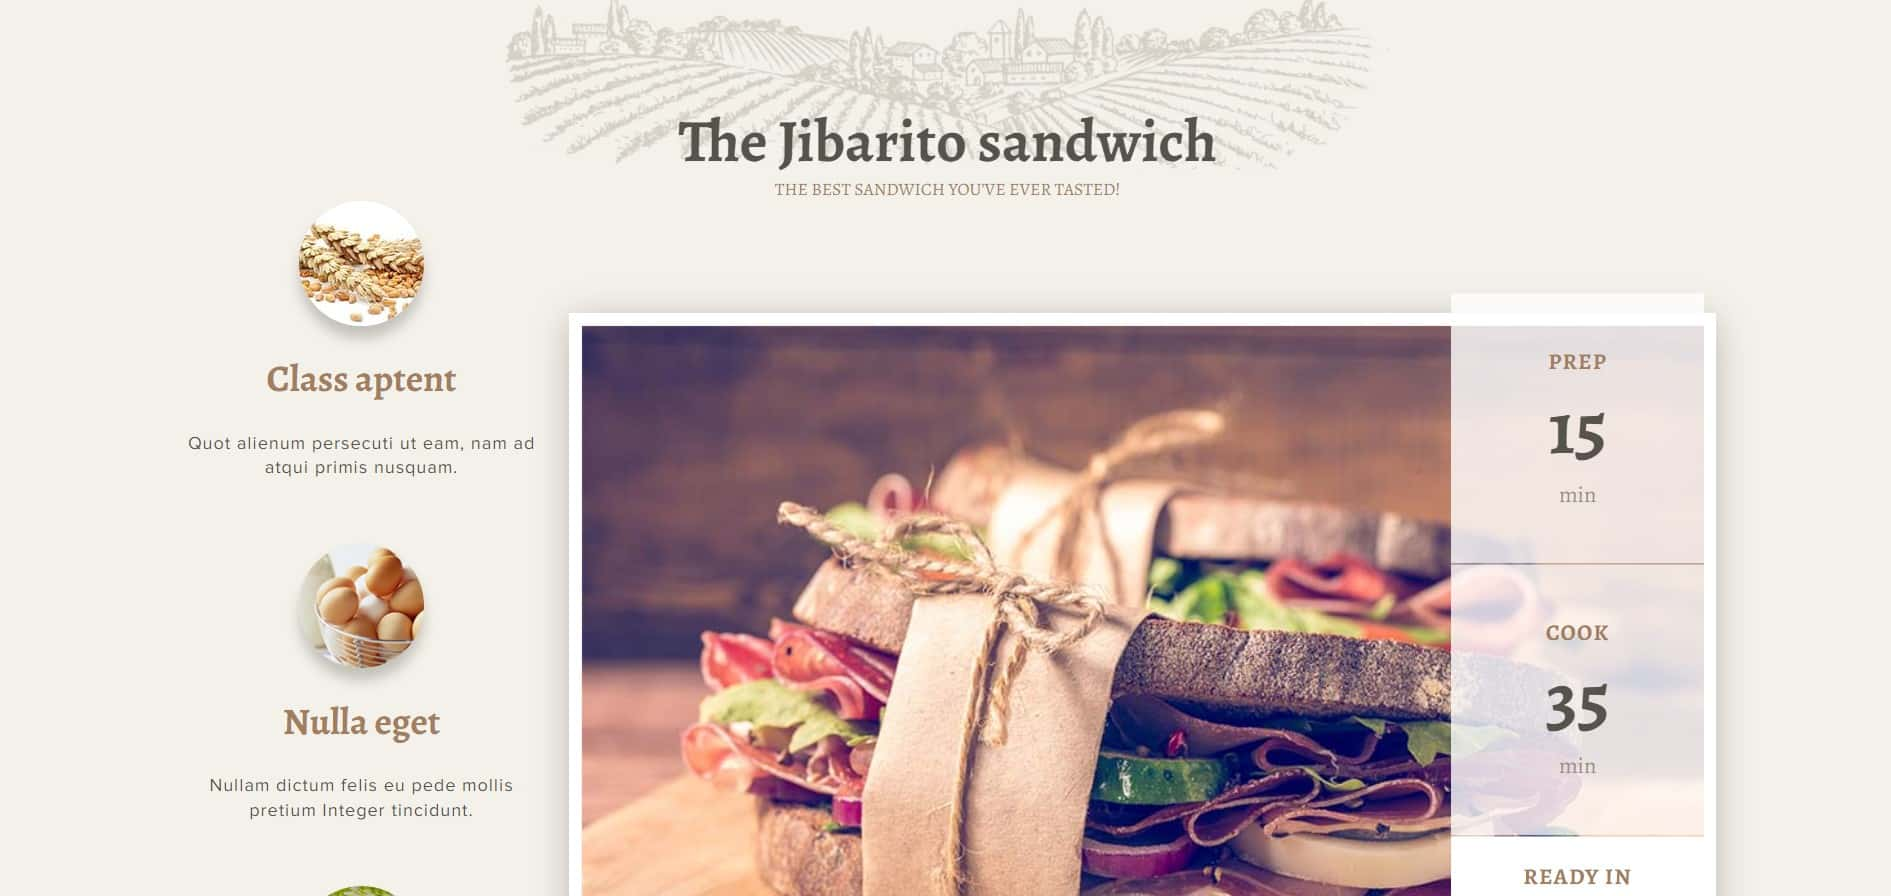 The Jibarito sandwich
THE BEST SANDWICH YOU'VE EVER TASTED!
Class aptent
Quot alienum persecuti ut eam, nam ad
atqui primis nusquam.
Nulla eget
Nullam dictum felis eu pede mollis
pretium Integer tincidunt.
PREP
15
min
COOK
35
min
READY IN